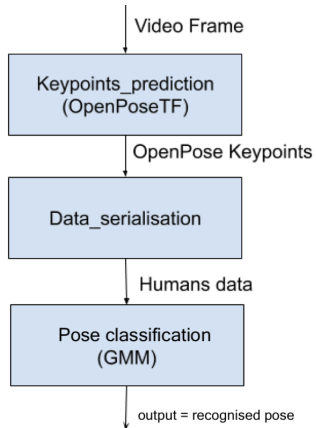 Video Frame
Keypoints_prediction
(OpenPoseTF)
OpenPose Keypoints
Data_serialisation
Humans data
Pose classification
(GMM)
output = recognised pose